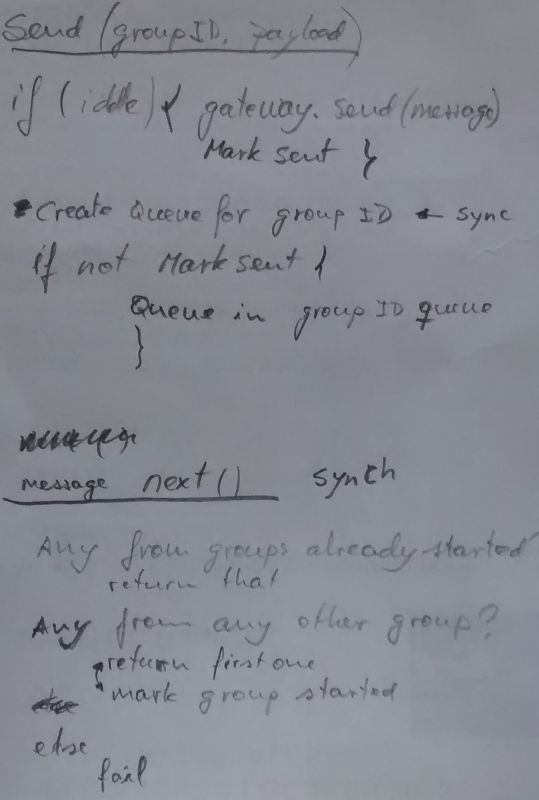 Send (groupID, payload)
if (iddle) { gateway. send (message)
Mark sent }
Create Queue for group ID ← sync
if not Mark sent {
Queue in group ID queue
}
message next () synch
Any from groups already started
return that
Any from any other group?
return first one
mark group started
else
fail